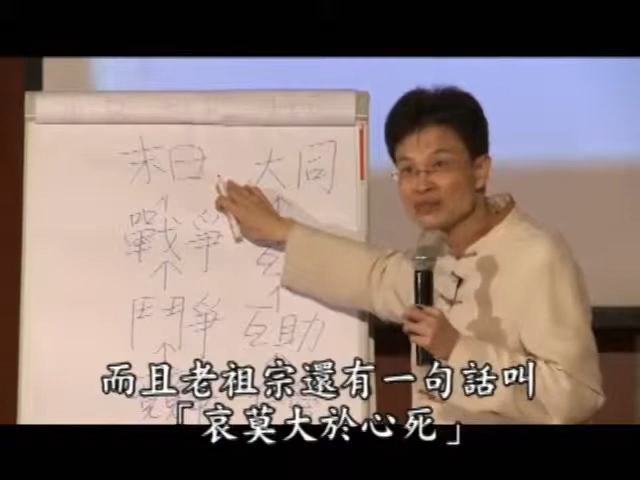 末日 大同
戰爭 互
鬥爭 互助
而且老祖宗還有一句話叫
「哀莫大於心死」